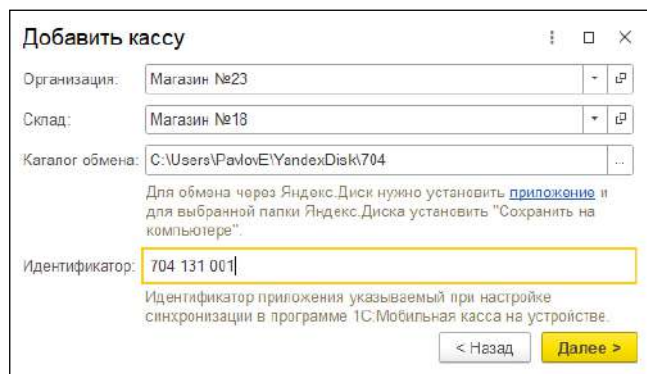 Добавить кассу
Организация: Магазин №23
Склад: Магазин №18
Каталог обмена: C:\Users\PavlovE\YandexDisk\704 ...
Для обмена через Яндекс.Диск нужно установить приложение и
для выбранной папки Яндекс.Диска установить "Сохранить на
компьютере".
Идентификатор: 704 131 001
Идентификатор приложения указываемый при настройке
синхронизации в программе 1С:Мобильная касса на устройстве.
< Назад Далее >